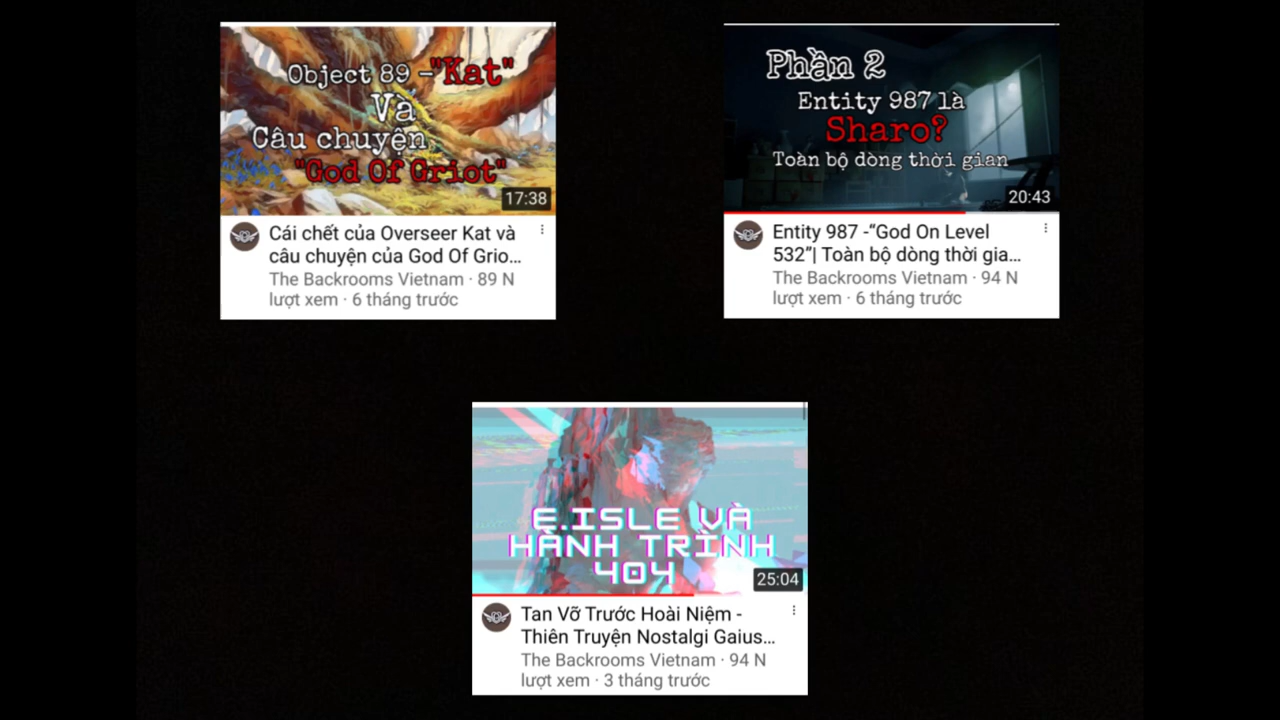 Object 89 -"Kat"
Và
Câu chuyện
"God Of Griot"
17:38
Cái chết của Overseer Kat và
câu chuyện của God Of Grio...
The Backrooms Vietnam · 89 N
lượt xem · 6 tháng trước
Phần 2
Entity 987 là
Sharo?
Toàn bộ dòng thời gian
20:43
Entity 987 -“God On Level
532”| Toàn bộ dòng thời gia...
The Backrooms Vietnam · 94 N
lượt xem · 6 tháng trước
E.ISLE VÀ
HÀNH TRÌNH
404
25:04
Tan Vỡ Trước Hoài Niệm -
Thiên Truyện Nostalgi Gaius...
The Backrooms Vietnam · 94 N
lượt xem · 3 tháng trước